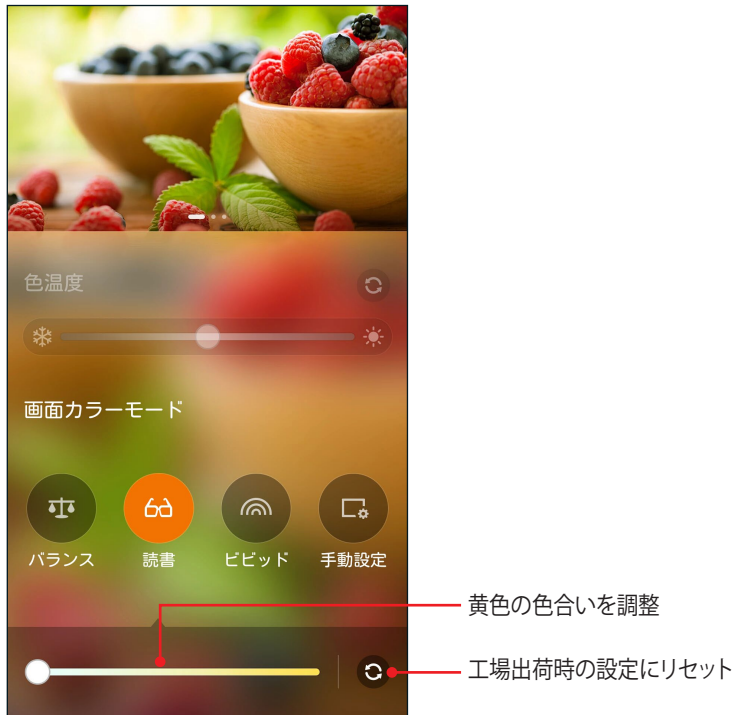 色温度
画面カラーモード
バランス
読書
ビビッド
手動設定
黄色の色合いを調整
工場出荷時の設定にリセット